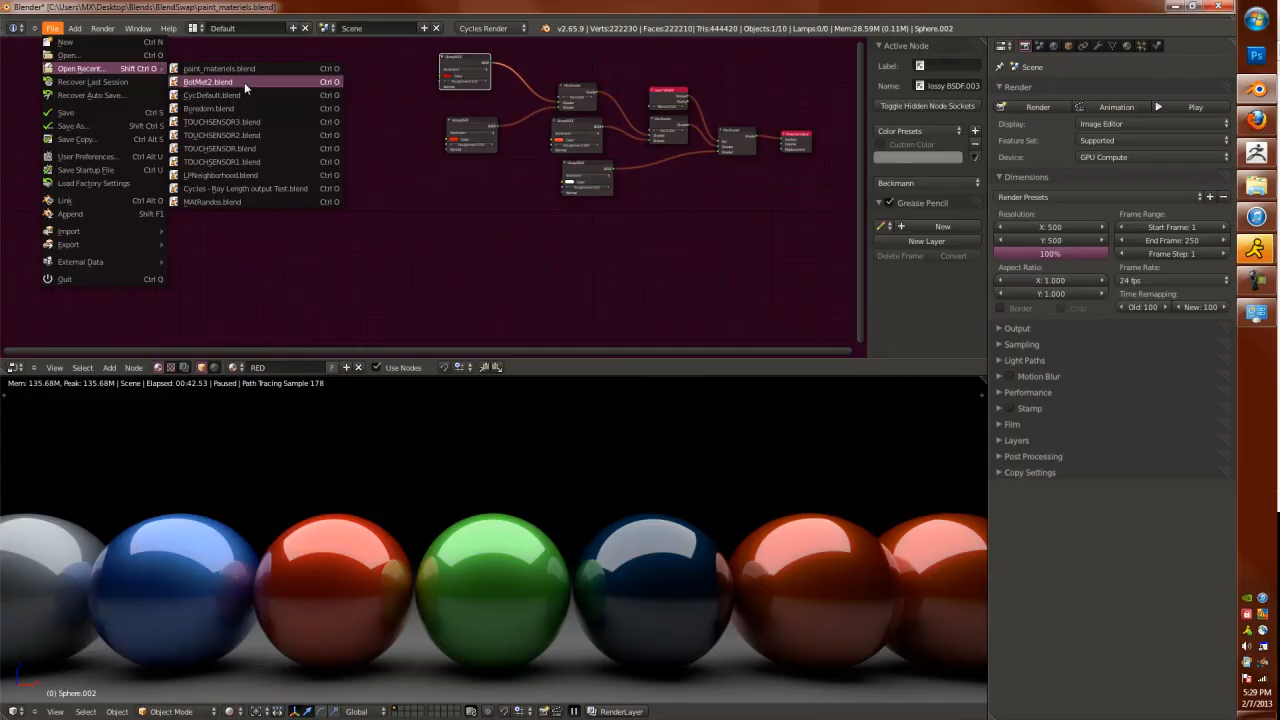 Blender* [C:\Users\MX\Desktop\Blends\BlendSwap\paint_materiels.blend]
File Add Render Window Help Default Scene Cycles Render v2.65.9 | Verts:222230 | Faces:222210 | Tris:444420 | Objects:1/10 | Lamps:0/0 | Mem:28.59M (0.11M) | Sphere.002
New Ctrl N
Open... Ctrl O
Open Recent... Shift Ctrl O
Recover Last Session
Recover Auto Save...
Save Ctrl S
Save As... Shift Ctrl S
Save Copy... Ctrl Alt S
User Preferences... Ctrl Alt U
Save Startup File Ctrl U
Load Factory Settings
Link Ctrl Alt O
Append Shift F1
Import
Export
External Data
Quit Ctrl Q
paint_materiels.blend Ctrl O
BotMet2.blend Ctrl O
CycDefault.blend Ctrl O
Boredom.blend Ctrl O
TOUCHSENSOR3.blend Ctrl O
TOUCHSENSOR2.blend Ctrl O
TOUCHSENSOR.blend Ctrl O
TOUCHSENSOR1.blend Ctrl O
LPNeighborhood.blend Ctrl O
Cycles - Ray Length output Test.blend Ctrl O
MAtRandos.blend Ctrl O
Active Node
Label:
Name: lossy BSDF.003
Toggle Hidden Node Sockets
Color Presets
Custom Color
Beckmann
Grease Pencil
New
New Layer
Delete Frame Convert
Scene
Render
Render Animation Play
Display: Image Editor
Feature Set: Supported
Device: GPU Compute
Dimensions
Render Presets
Resolution: Frame Range:
X: 500 Start Frame: 1
Y: 500 End Frame: 250
100% Frame Step: 1
Aspect Ratio: Frame Rate:
X: 1.000 24 fps
Y: 1.000 Time Remapping:
Border Crop Old: 100 New: 100
Output
Sampling
Light Paths
Motion Blur
Performance
Stamp
Film
Layers
Post Processing
Copy Settings
View Select Add Node RED F Use Nodes
Mem: 135.68M, Peak: 135.68M | Scene | Elapsed: 00:42.53 | Paused | Path Tracing Sample 178
(0) Sphere.002
View Select Object Object Mode Global RenderLayer
Ps
5:29 PM
2/7/2013